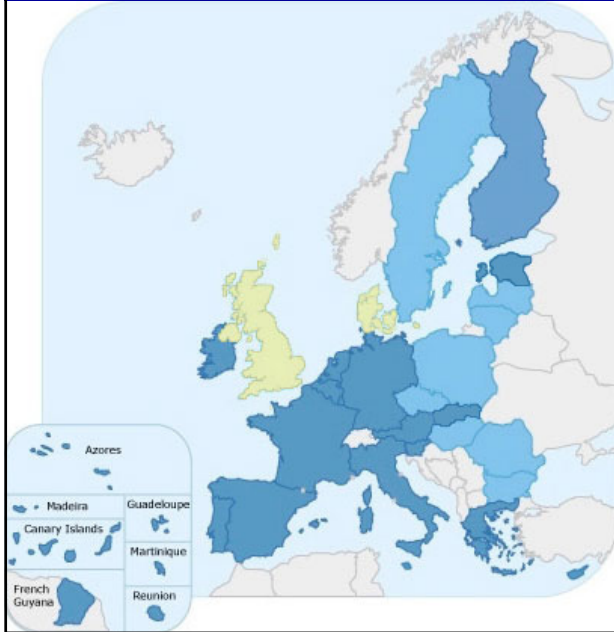 Azores
Madeira
Guadeloupe
Canary Islands
Martinique
French
Guyana
Reunion